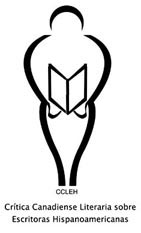 CCLEH
Crítica Canadiense Literaria sobre
Escritoras Hispanoamericanas